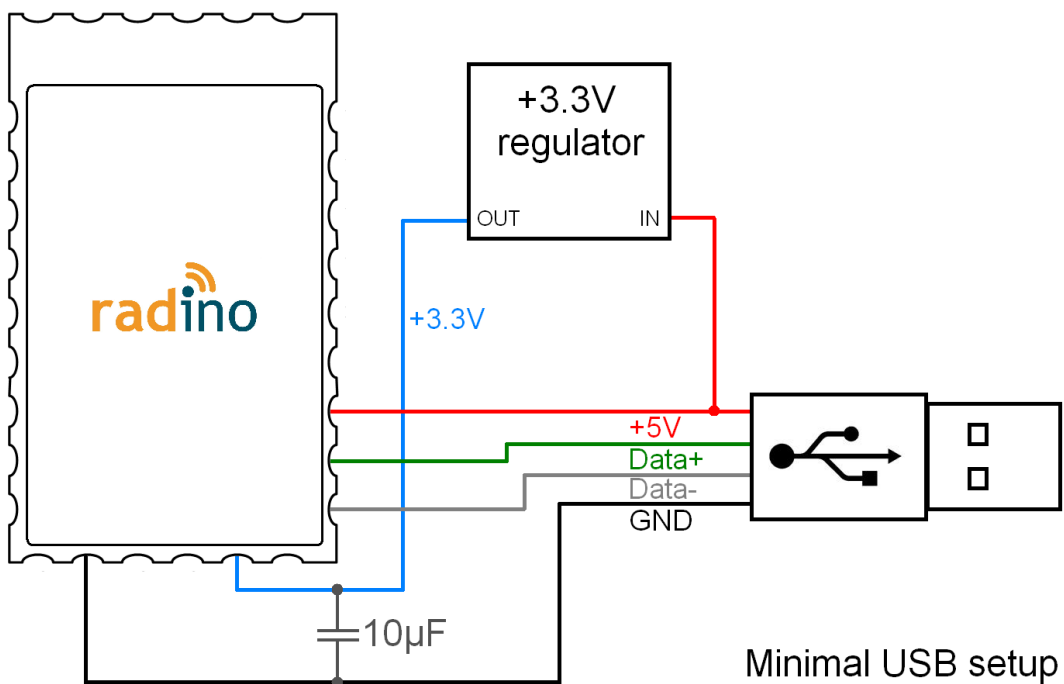 +3.3V
regulator
OUT
IN
radino
+3.3V
+5V
Data+
Data-
GND
10µF
Minimal USB setup